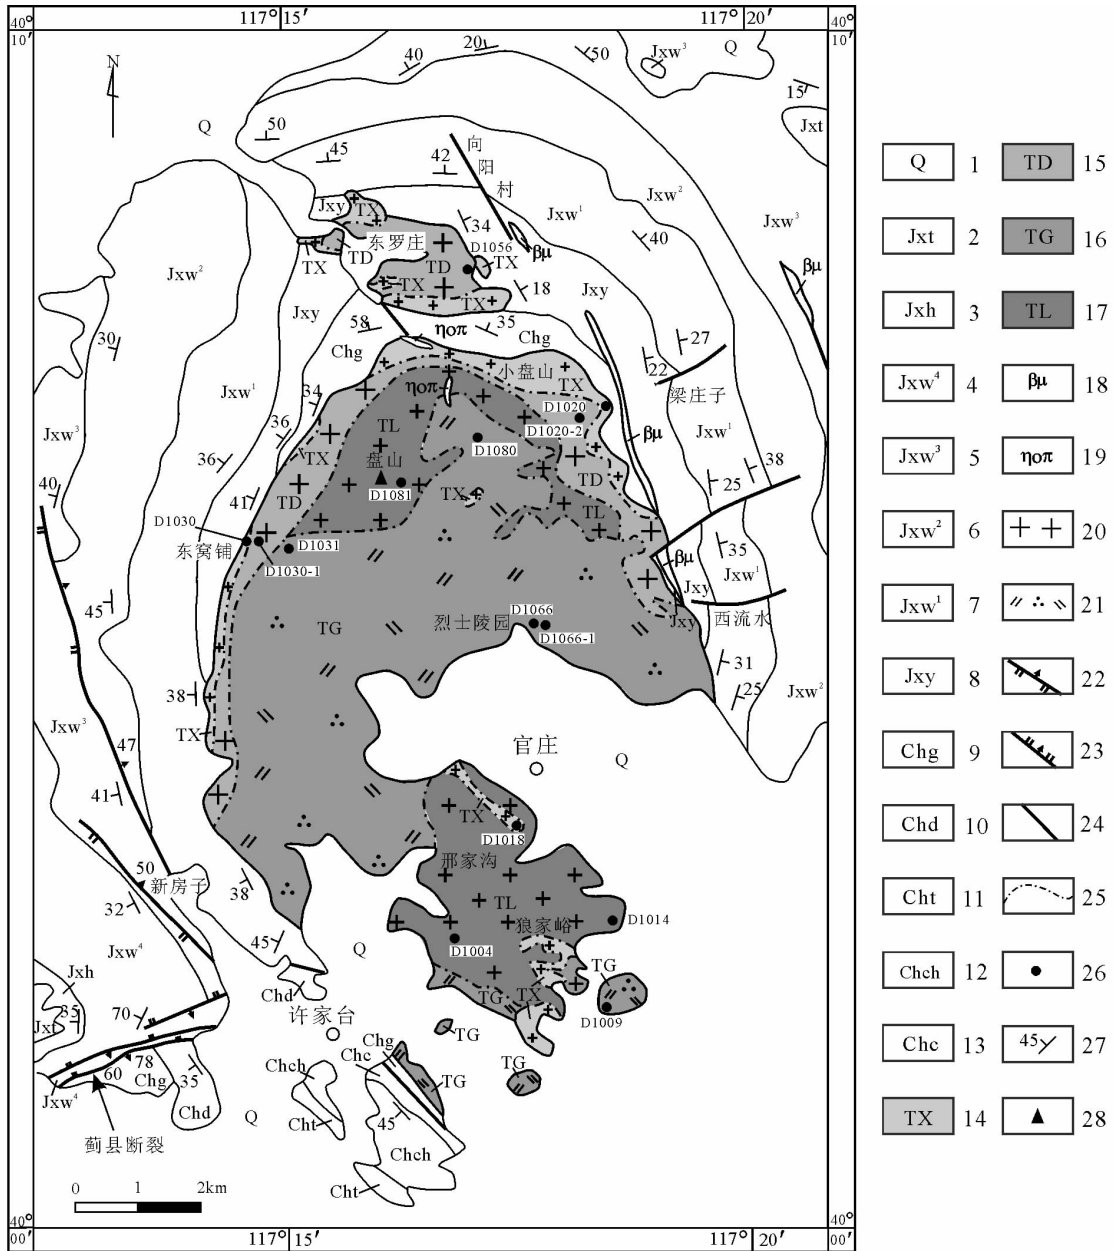 117° 15′
117° 20′
40°
10′
40°
10′
N
20
50
Jxw³
Q
40
15
Jxt
50
Q
45
42
向阳村
Jxw²
Jxw³
Jxw¹
Jxy
TX
34
40
东罗庄
D1056
TX
TD
TD
TX
βμ
βμ
Jxw²
TX
18
Jxy
Jxy
TX
58
ηοπ
35
30
Chg
Chg
27
小盘山
22
Jxw¹
34
ηοπ
TX
梁庄子
D1020
TL
D1020-2
βμ
Jxw¹
Jxw³
36
TX
盘山
D1080
38
36
TD
25
40
41
TD
D1081
TX
TL
D1030
东窝铺
D1031
D1030-1
35
βμ
Jxw¹
Jxy
45
D1066
TG
烈士陵园
D1066-1
Jxy
西流水
31
38
25
Jxw²
Jxw³
TX
47
官庄
Q
41
TX
D1018
邢家沟
50
新房子
38
32
TL
狼家峪
D1014
45
Q
D1004
Jxw⁴
Jxh
TG
Chd
TG
TX
70
35
Jxt
许家台
D1009
TG
Chg
78
Chch
Chc
60
Chg
35
TG
TG
Jxw⁴
Chd
Q
Cht
45
蓟县断裂
Chch
Cht
0 1 2km
40°
00′
40°
00′
117° 15′
117° 20′
Q 1
TD 15
Jxt 2
TG 16
Jxh 3
TL 17
Jxw⁴ 4
βμ 18
Jxw³ 5
ηοπ 19
Jxw² 6
20
Jxw¹ 7
21
Jxy 8
22
Chg 9
23
Chd 10
24
Cht 11
25
Chch 12
26
Chc 13
45 27
TX 14
28